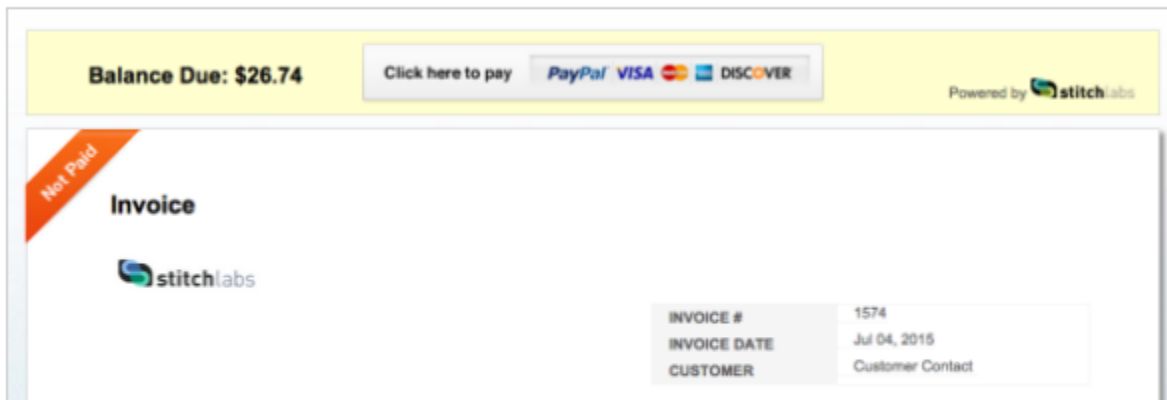 Balance Due: $26.74
Click here to pay PayPal VISA DISCOVER
Powered by stitchlabs
Not Paid
Invoice
stitchlabs
INVOICE # 1574
INVOICE DATE Jul 04, 2015
CUSTOMER Customer Contact